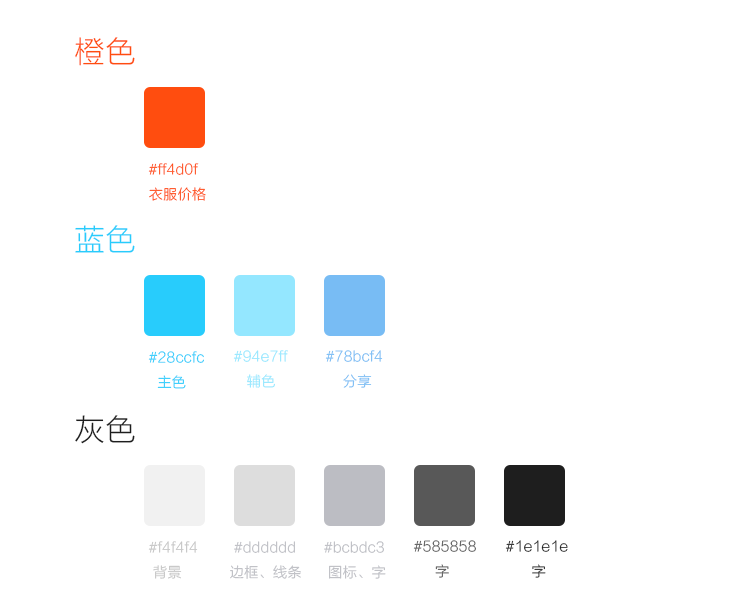 橙色
#ff4d0f
衣服价格
蓝色
#28ccfc #94e7ff #78bcf4
主色 辅色 分享
灰色
#f4f4f4 #dddddd #bcbdc3 #585858 #1e1e1e
背景 边框、线条 图标、字 字 字